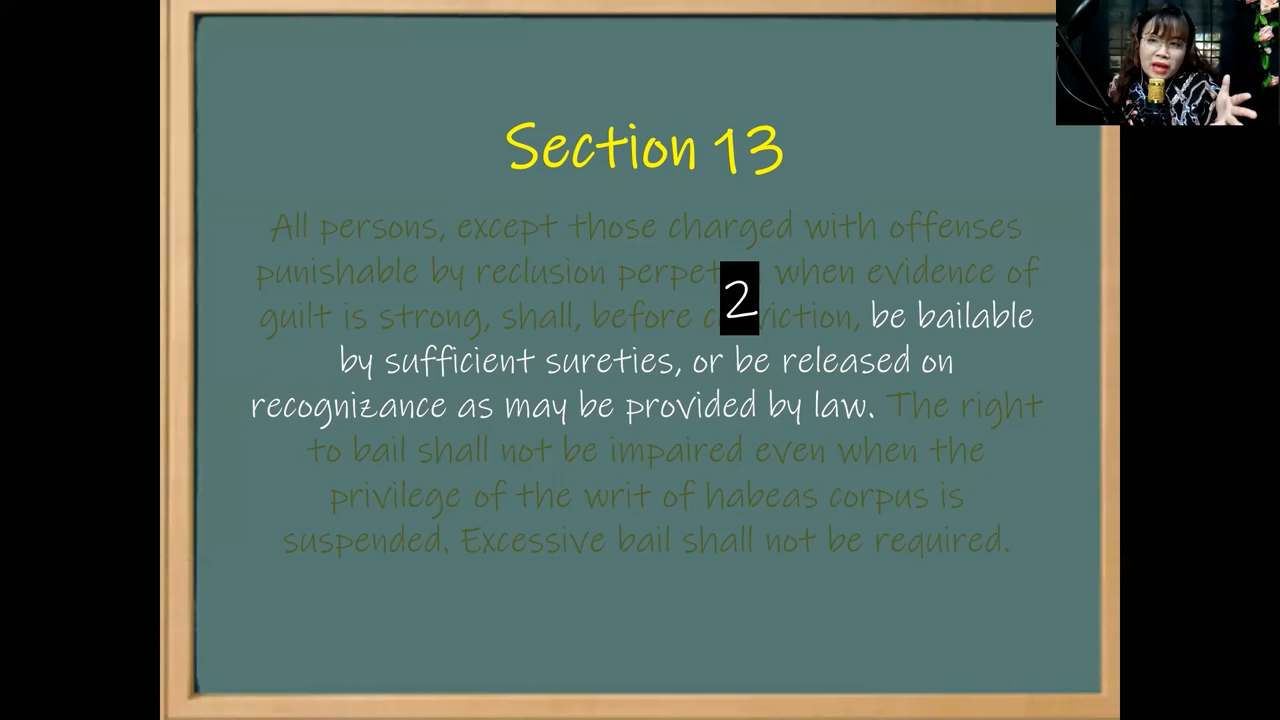 Section 13
All persons, except those charged with offenses
punishable by reclusion when evidence of
guilt is strong, shall, before be bailable
by sufficient sureties, or be released on
recognizance as may be provided by law. The right
to bail shall not be impaired even when the
privilege of the writ of habeas corpus is
suspended. Excessive bail shall not be required.
2